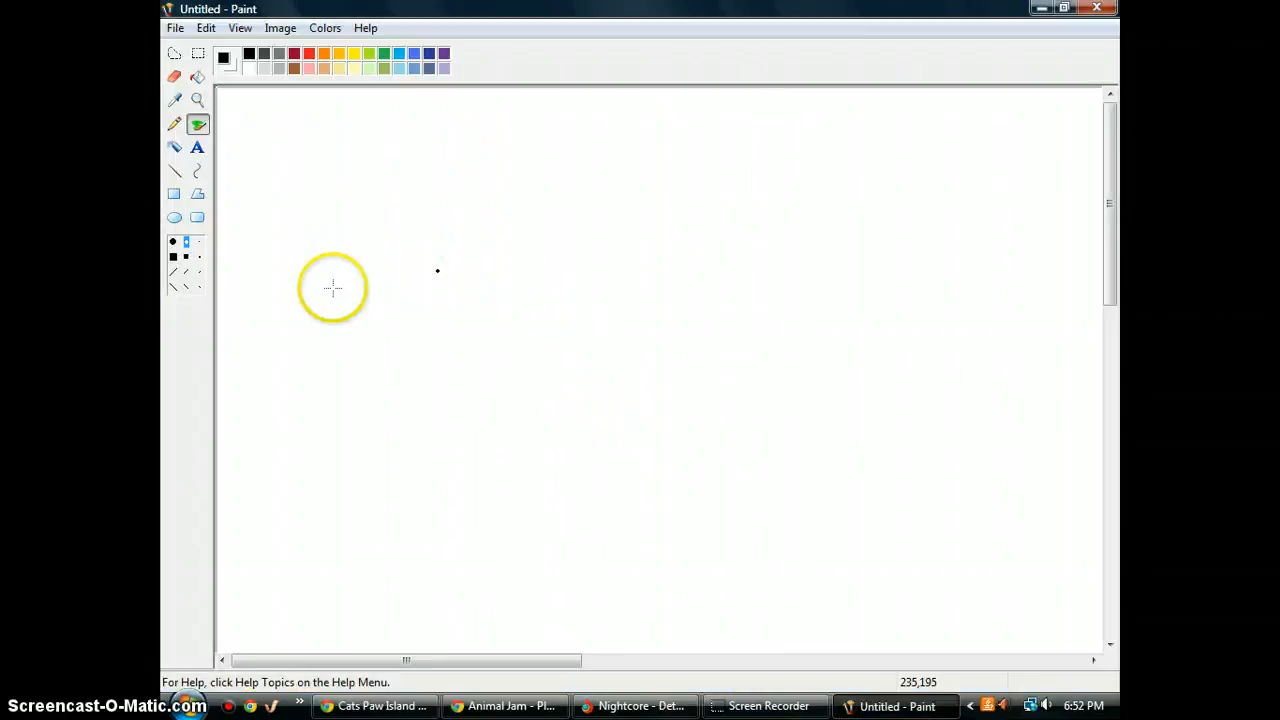 Untitled - Paint
File Edit View Image Colors Help
For Help, click Help Topics on the Help Menu.
235,195
Cats Paw Island ...
Animal Jam - Pl...
Nightcore - Det...
Screen Recorder
Untitled - Paint
6:52 PM
Screencast-O-Matic.com